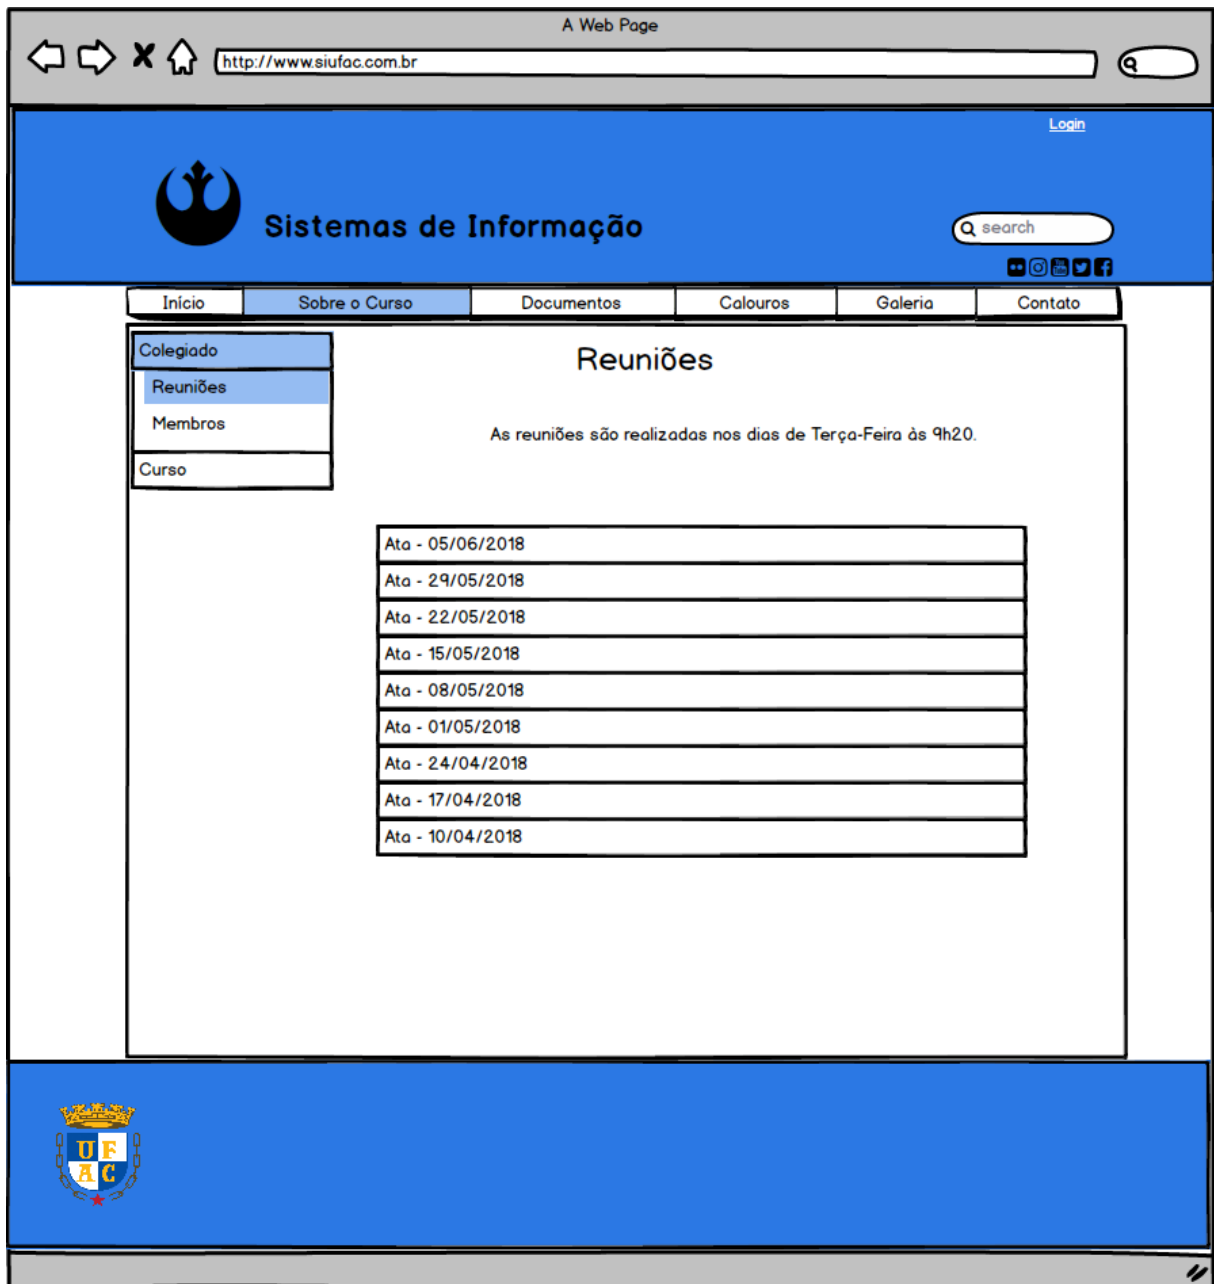 A Web Page
http://www.siufac.com.br
Login
Sistemas de Informação
search
Início Sobre o Curso Documentos Calouros Galeria Contato
Colegiado
Reuniões
Membros
Curso
Reuniões
As reuniões são realizadas nos dias de Terça-Feira às 9h20.
Ata - 05/06/2018
Ata - 29/05/2018
Ata - 22/05/2018
Ata - 15/05/2018
Ata - 08/05/2018
Ata - 01/05/2018
Ata - 24/04/2018
Ata - 17/04/2018
Ata - 10/04/2018
U F
A C